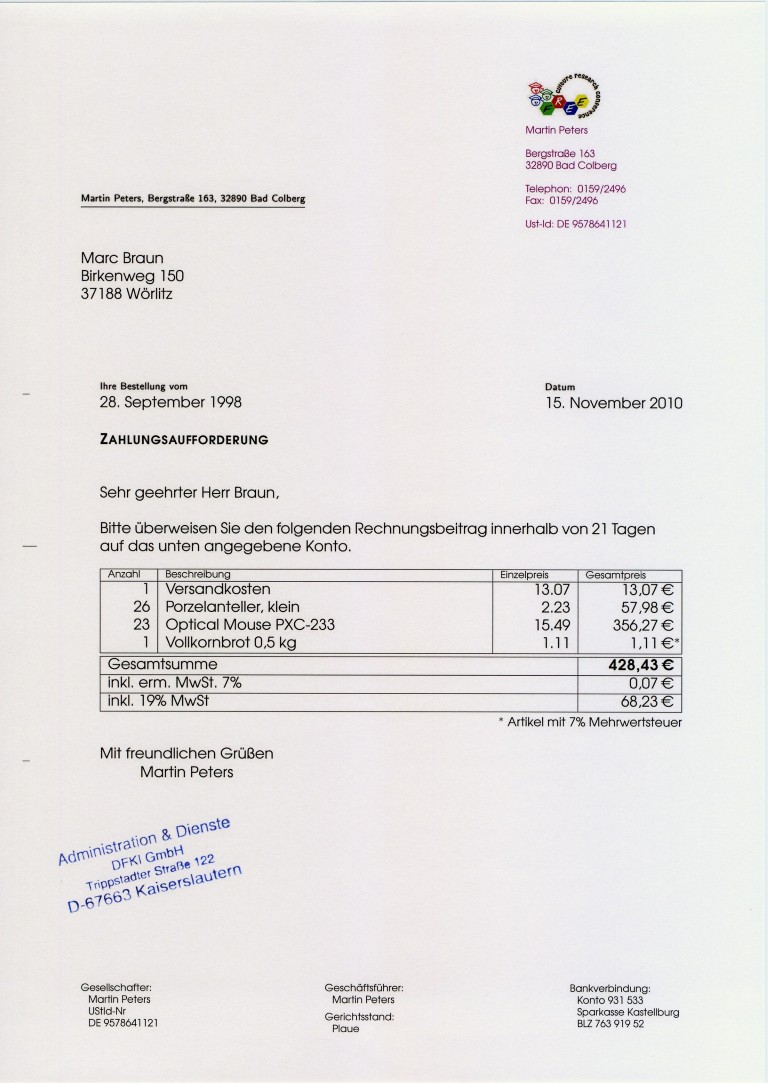 culture research conference
FREE
Martin Peters
Bergstraße 163
32890 Bad Colberg
Telephon: 0159/2496
Fax: 0159/2496
Ust-Id: DE 9578641121
Martin Peters, Bergstraße 163, 32890 Bad Colberg
Marc Braun
Birkenweg 150
37188 Wörlitz
Ihre Bestellung vom Datum
28. September 1998 15. November 2010
ZAHLUNGSAUFFORDERUNG
Sehr geehrter Herr Braun,
Bitte überweisen Sie den folgenden Rechnungsbeitrag innerhalb von 21 Tagen
auf das unten angegebene Konto.
Anzahl Beschreibung Einzelpreis Gesamtpreis
1 Versandkosten 13.07 13,07 €
26 Porzelanteller, klein 2.23 57,98 €
23 Optical Mouse PXC-233 15.49 356,27 €
1 Vollkornbrot 0,5 kg 1.11 1,11 €*
Gesamtsumme 428,43 €
inkl. erm. MwSt. 7% 0,07 €
inkl. 19% MwSt 68,23 €
* Artikel mit 7% Mehrwertsteuer
Mit freundlichen Grüßen
Martin Peters
Administration & Dienste
DFKI GmbH
Trippstadter Straße 122
D-67663 Kaiserslautern
Gesellschafter:
Martin Peters
UStId-Nr
DE 9578641121
Geschäftsführer:
Martin Peters
Gerichtsstand:
Plaue
Bankverbindung:
Konto 931 533
Sparkasse Kastellburg
BLZ 763 919 52